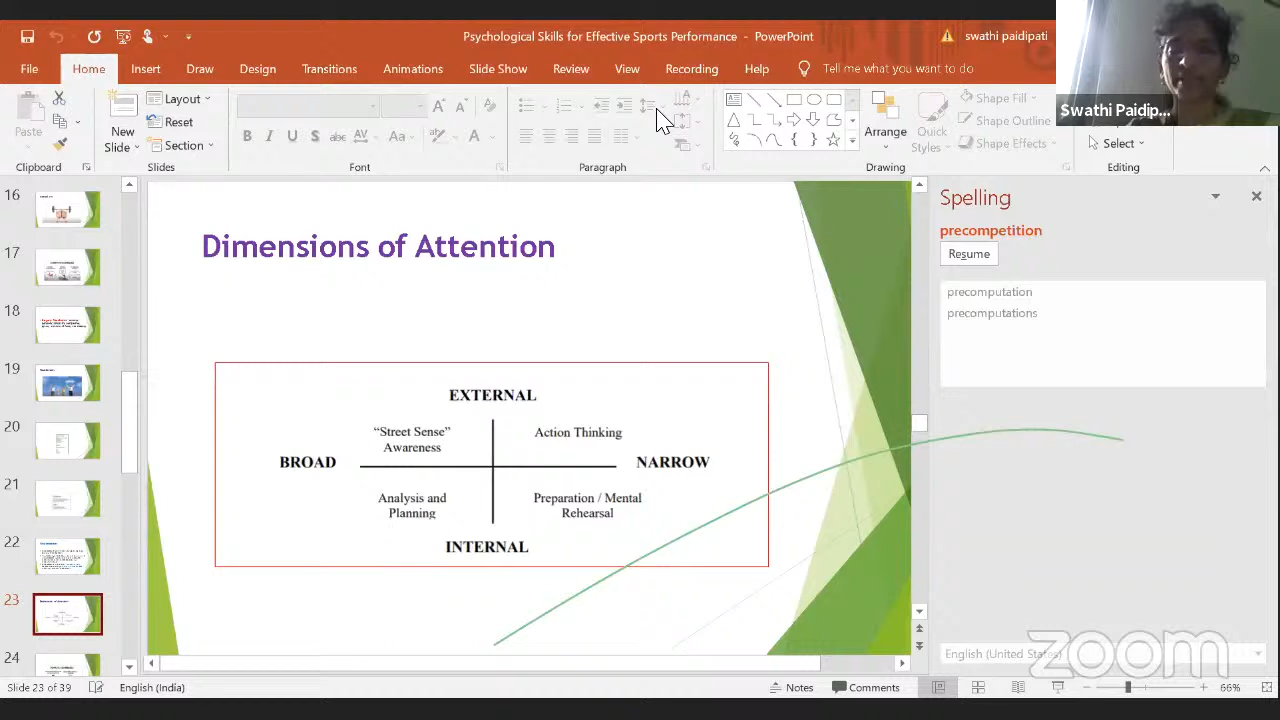 Psychological Skills for Effective Sports Performance - PowerPoint
swathi paidipati
File Home Insert Draw Design Transitions Animations Slide Show Review View Recording Help Tell me what you want to do
Swathi Paidip...
Paste
New
Slide
Layout
Reset
Section
B I U S abc AV Aa A
Arrange
Quick
Styles
Shape Fill
Shape Outline
Shape Effects
Select
Clipboard Slides Font Paragraph Drawing Editing
16
17
18
19
20
21
22
23
24
Dimensions of Attention
EXTERNAL
"Street Sense"
Awareness
Action Thinking
BROAD
NARROW
Analysis and
Planning
Preparation / Mental
Rehearsal
INTERNAL
Spelling
precompetition
Resume
precomputation
precomputations
English (United States)
zoom
Slide 23 of 39 English (India) Notes Comments 66%